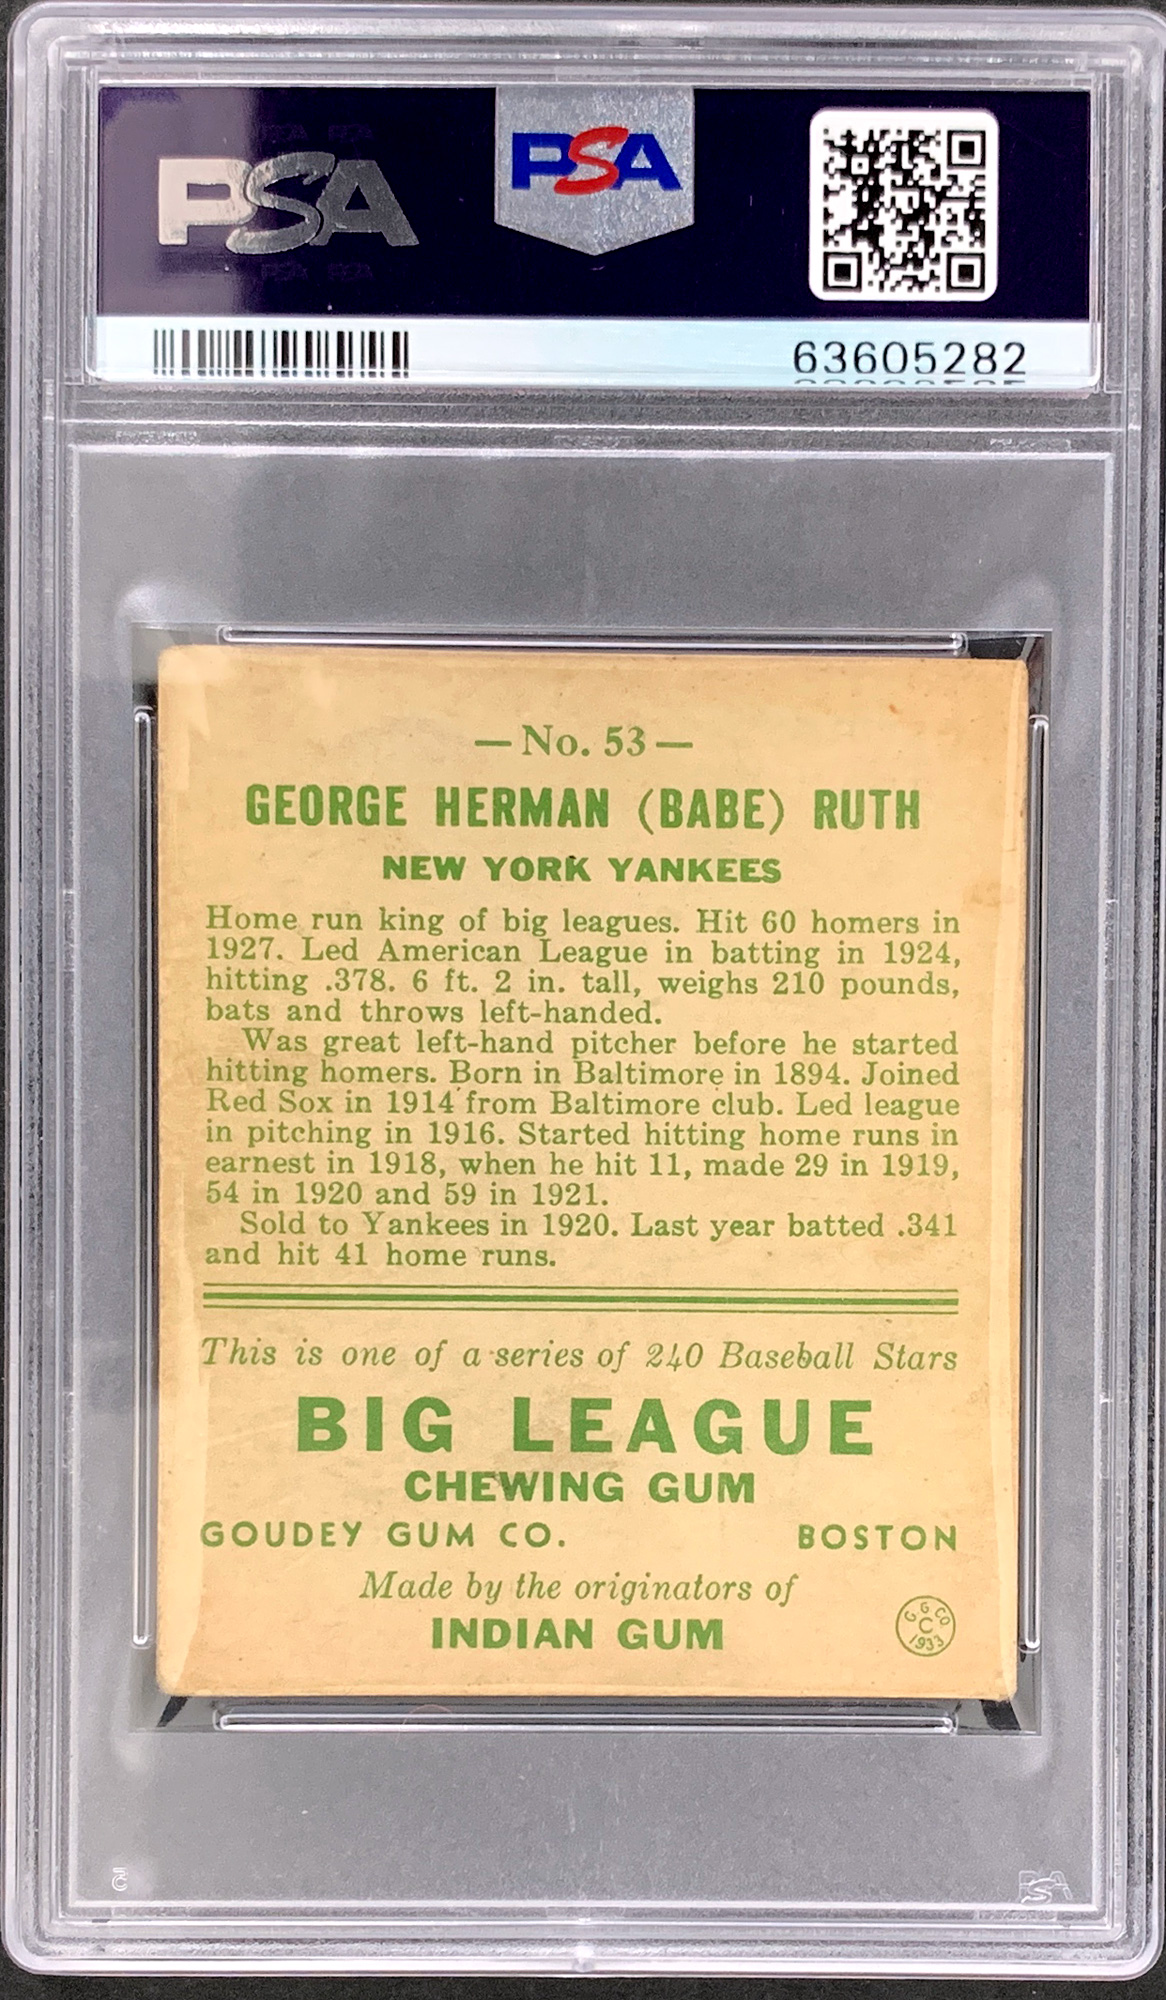 PSA
PSA
63605282
— No. 53 —
GEORGE HERMAN (BABE) RUTH
NEW YORK YANKEES
Home run king of big leagues. Hit 60 homers in
1927. Led American League in batting in 1924,
hitting .378. 6 ft. 2 in. tall, weighs 210 pounds,
bats and throws left-handed.
Was great left-hand pitcher before he started
hitting homers. Born in Baltimore in 1894. Joined
Red Sox in 1914 from Baltimore club. Led league
in pitching in 1916. Started hitting home runs in
earnest in 1918, when he hit 11, made 29 in 1919,
54 in 1920 and 59 in 1921.
Sold to Yankees in 1920. Last year batted .341
and hit 41 home runs.
This is one of a series of 240 Baseball Stars
BIG LEAGUE
CHEWING GUM
GOUDEY GUM CO. BOSTON
Made by the originators of
INDIAN GUM
G G CO
C
1933
PSA